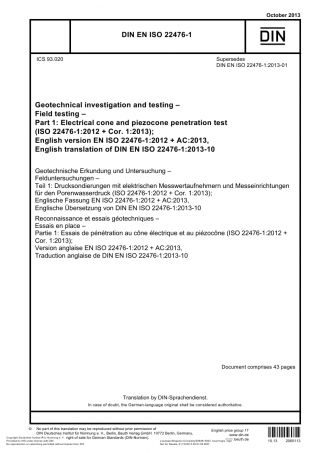 October 2013
DIN EN ISO 22476-1
DIN
ICS 93.020
Supersedes
DIN EN ISO 22476-1:2013-01
Geotechnical investigation and testing –
Field testing –
Part 1: Electrical cone and piezocone penetration test
(ISO 22476-1:2012 + Cor. 1:2013);
English version EN ISO 22476-1:2012 + AC:2013,
English translation of DIN EN ISO 22476-1:2013-10
Geotechnische Erkundung und Untersuchung –
Felduntersuchungen –
Teil 1: Drucksondierungen mit elektrischen Messwertaufnehmern und Messeinrichtungen
für den Porenwasserdruck (ISO 22476-1:2012 + Cor. 1:2013);
Englische Fassung EN ISO 22476-1:2012 + AC:2013,
Englische Übersetzung von DIN EN ISO 22476-1:2013-10
Reconnaissance et essais géotechniques –
Essais en place –
Partie 1: Essais de pénétration au cône électrique et au piézocône (ISO 22476-1:2012 +
Cor. 1:2013);
Version anglaise EN ISO 22476-1:2012 + AC:2013,
Traduction anglaise de DIN EN ISO 22476-1:2013-10
Document comprises 43 pages
Translation by DIN-Sprachendienst.
In case of doubt, the German-language original shall be considered authoritative.
© No part of this translation may be reproduced without prior permission of
DIN Deutsches Institut für Normung e. V., Berlin. Beuth Verlag GmbH, 10772 Berlin, Germany,
right of sale for German Standards (DIN-Normen).
English price group 17
www.din.de
www.beuth.de